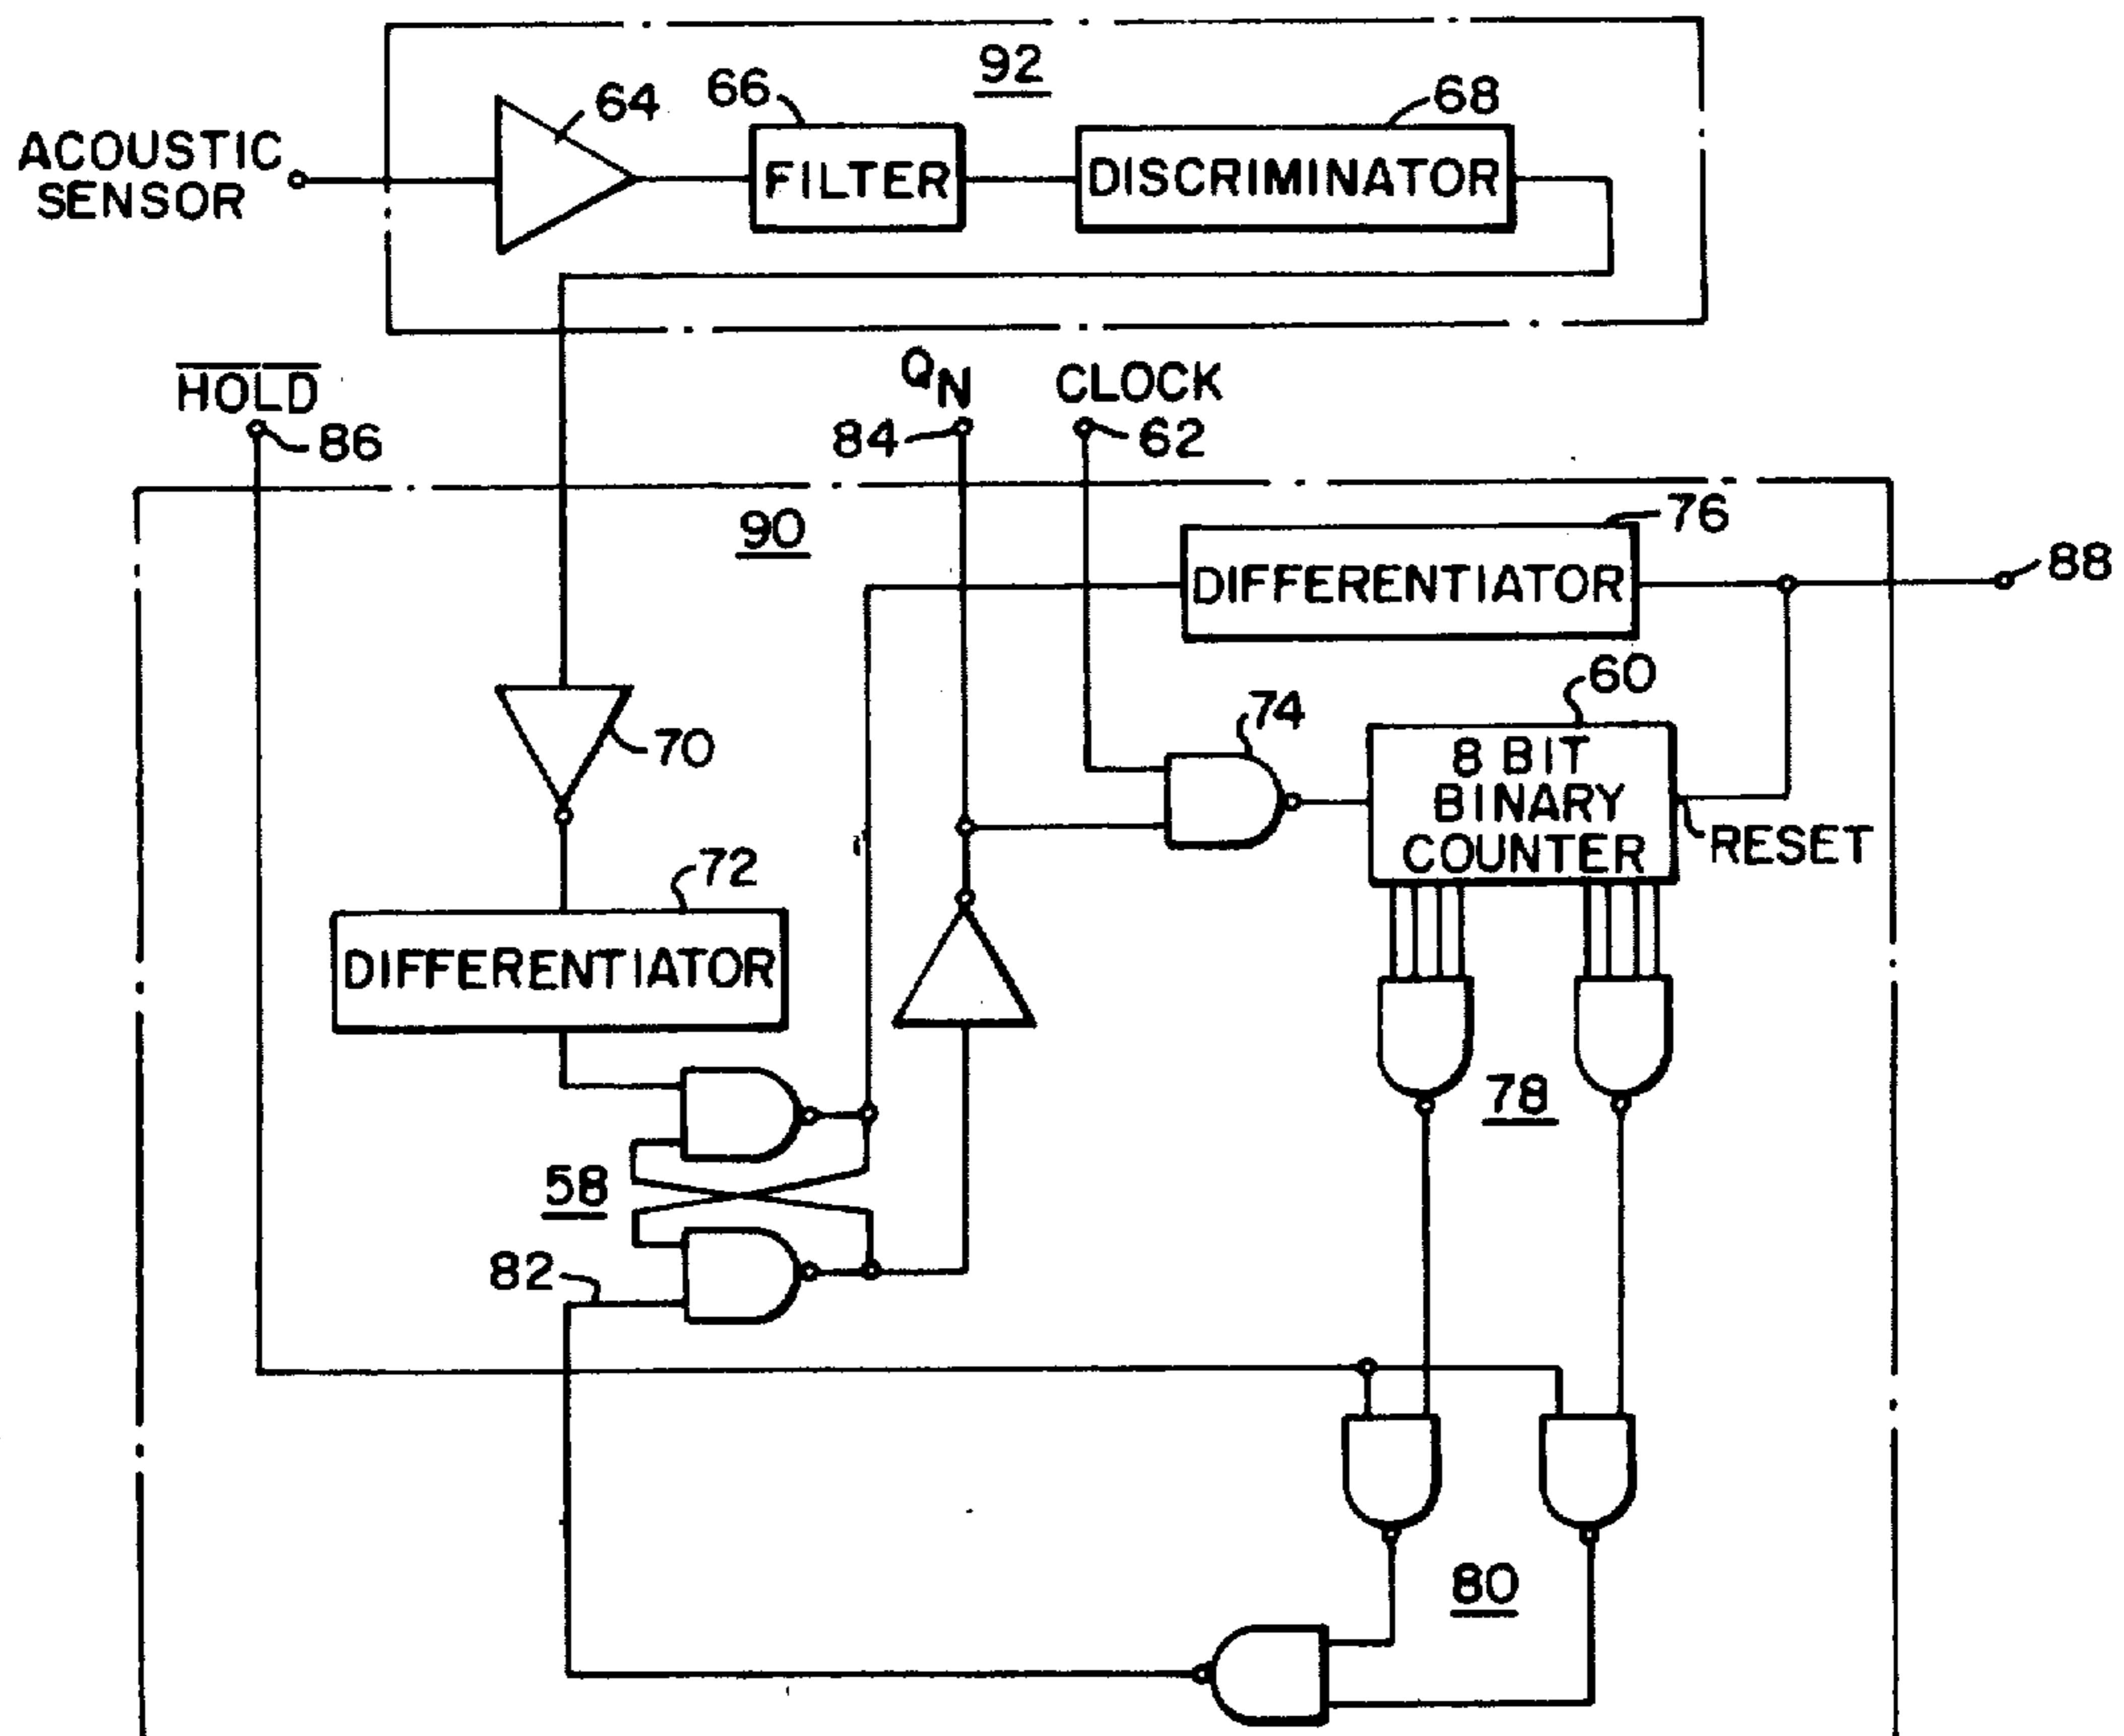 92
64
66
68
ACOUSTIC
SENSOR
FILTER
DISCRIMINATOR
HOLD
86
QN
84
CLOCK
62
90
76
DIFFERENTIATOR
88
70
74
60
8 BIT
BINARY
COUNTER
RESET
72
DIFFERENTIATOR
78
58
82
80